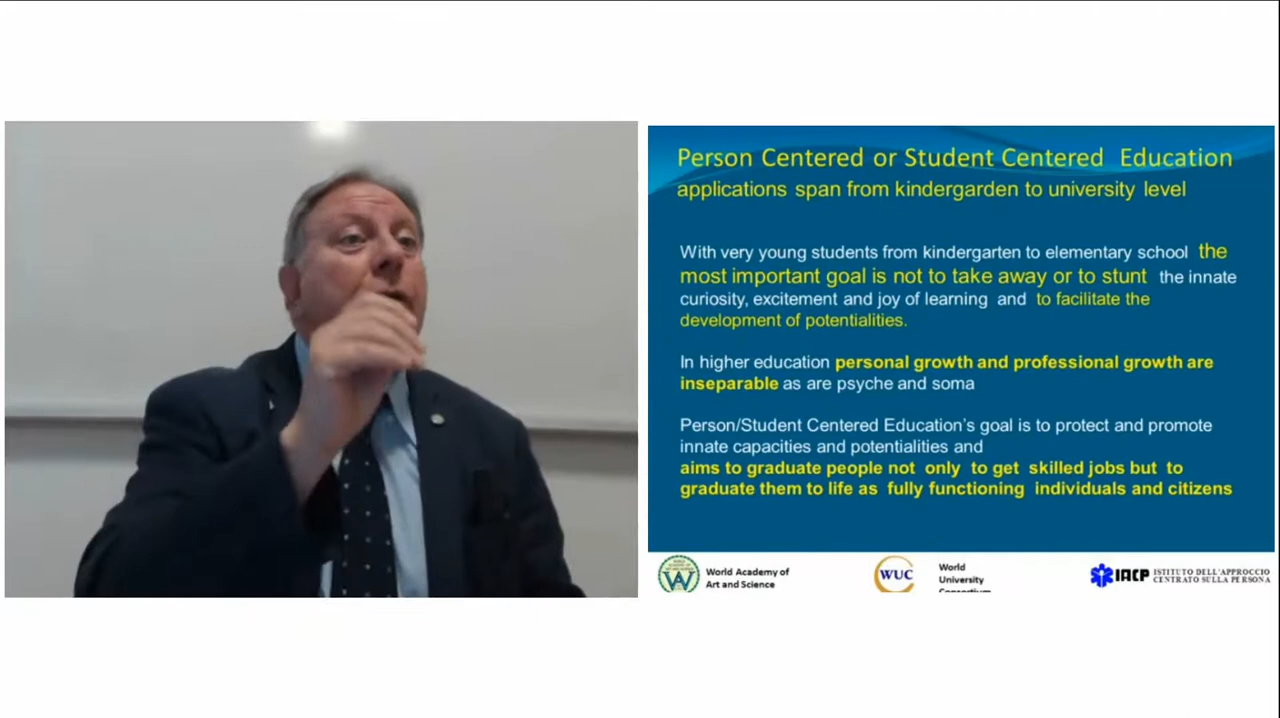 Person Centered or Student Centered Education
applications span from kindergarden to university level
With very young students from kindergarten to elementary school the
most important goal is not to take away or to stunt the innate
curiosity, excitement and joy of learning and to facilitate the
development of potentialities.
In higher education personal growth and professional growth are
inseparable as are psyche and soma
Person/Student Centered Education's goal is to protect and promote
innate capacities and potentialities and
aims to graduate people not only to get skilled jobs but to
graduate them to life as fully functioning individuals and citizens
World Academy of
Art and Science
WUC
World
University
Consortium
IACP ISTITUTO DELL'APPROCCIO
CENTRATO SULLA PERSONA